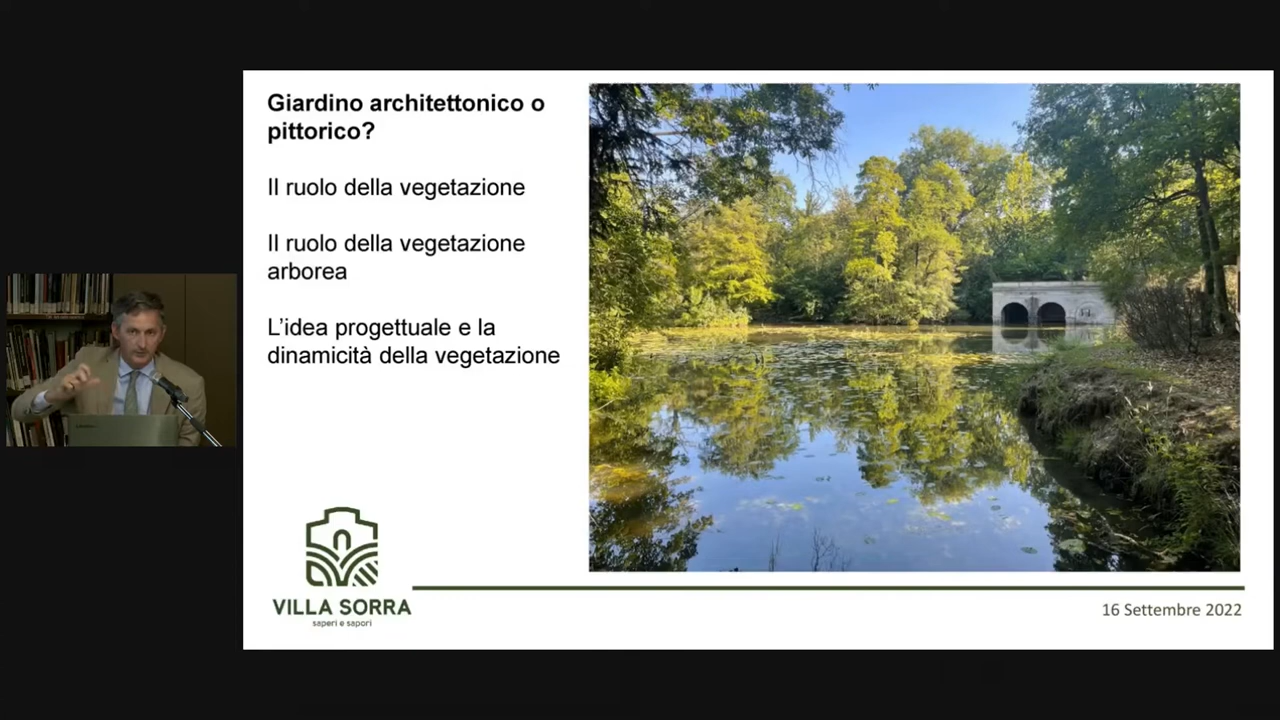 Giardino architettonico o
pittorico?
Il ruolo della vegetazione
Il ruolo della vegetazione
arborea
L’idea progettuale e la
dinamicità della vegetazione
VILLA SORRA
saperi e sapori
16 Settembre 2022